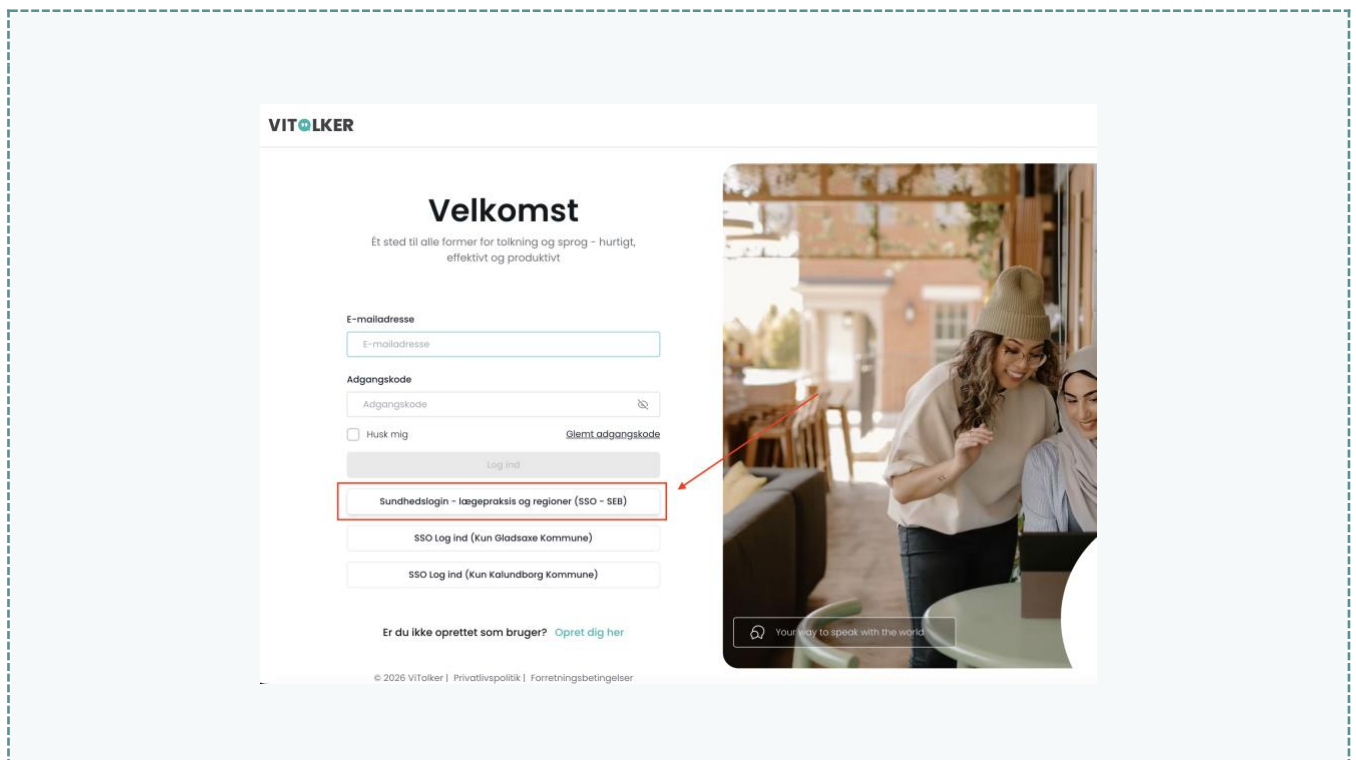 VITALKER
Velkomst
Ét sted til alle former for tolkning og sprog - hurtigt,
effektivt og produktivt
E-mailadresse
E-mailadresse
Adgangskode
Adgangskode
Husk mig
Glemt adgangskode
Log ind
Sundhedslogin - lægepraksis og regioner (SSO - SEB)
SSO Log ind (Kun Gladsaxe Kommune)
SSO Log ind (Kun Kalundborg Kommune)
Er du ikke oprettet som bruger? Opret dig her
© 2026 ViTalker | Privatlivspolitik | Forretningsbetingelser
Your way to speak with the world